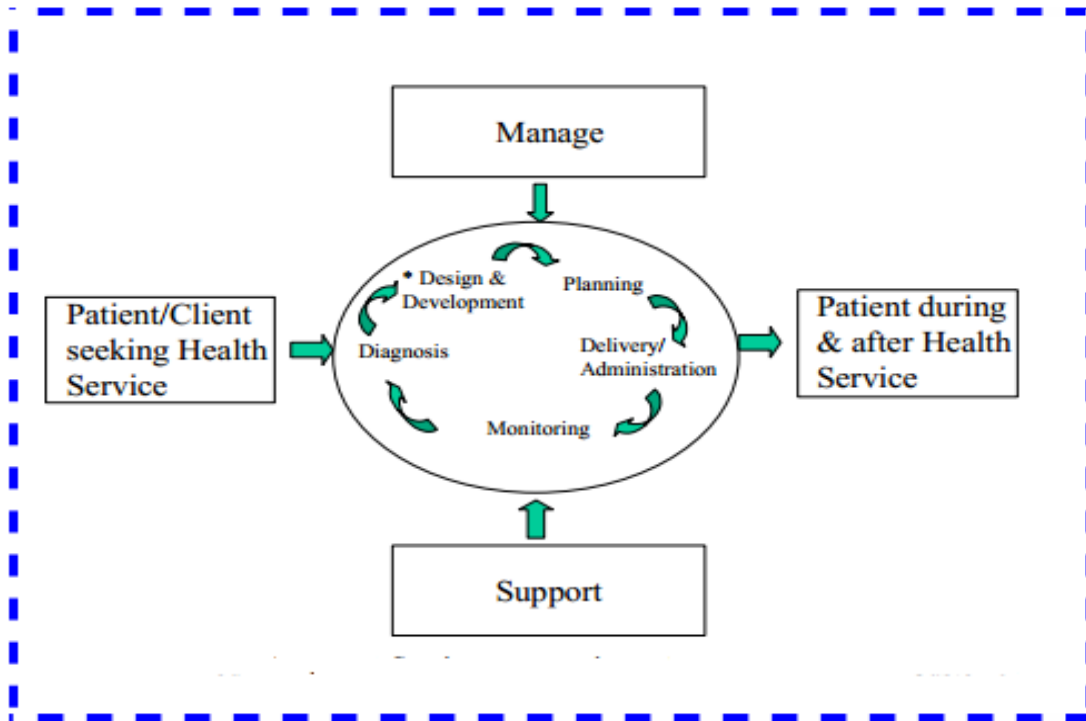 Manage
* Design &
Development
Planning
Patient/Client
seeking Health
Service
Diagnosis
Delivery/
Administration
Patient during
& after Health
Service
Monitoring
Support